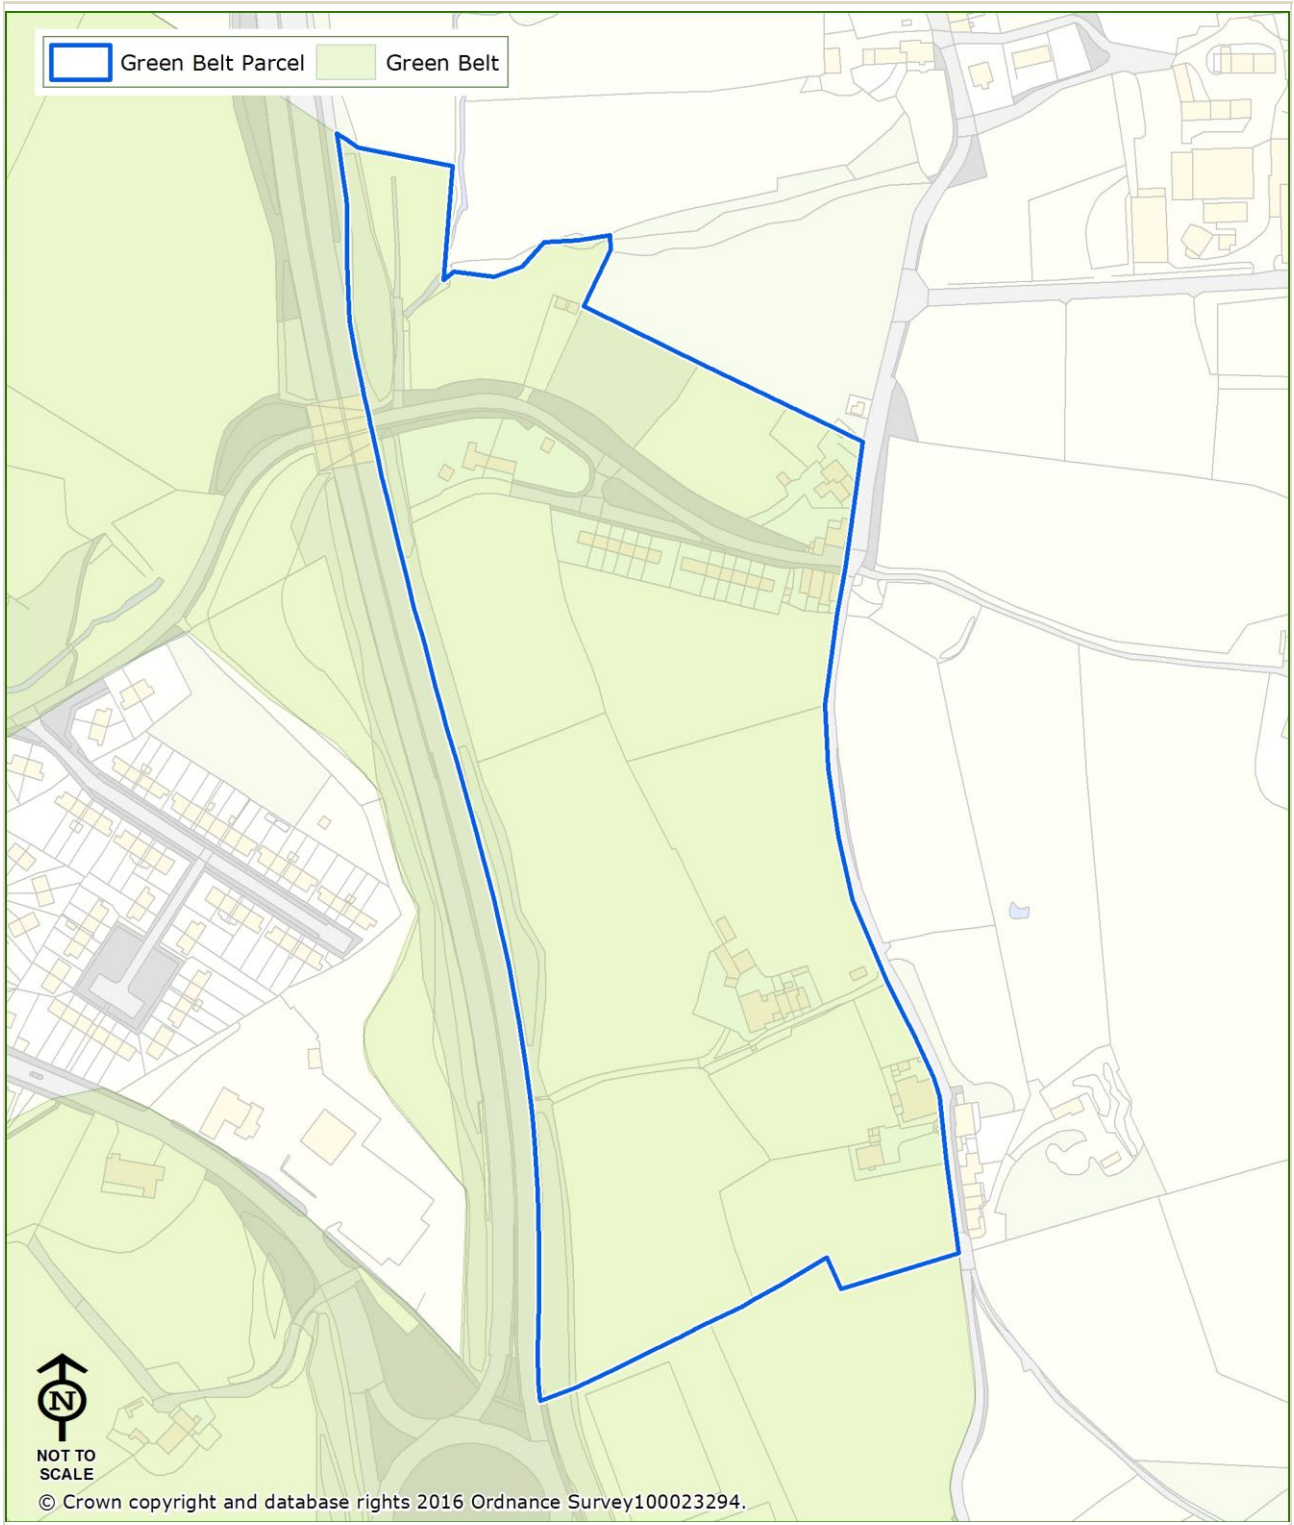 Green Belt Parcel Green Belt
N
NOT TO
SCALE
© Crown copyright and database rights 2016 Ordnance Survey100023294.